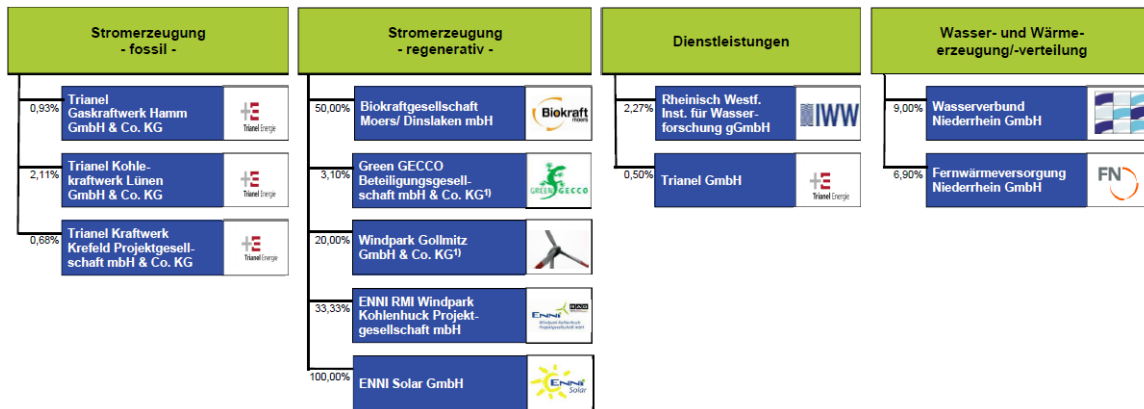 Stromerzeugung
- fossil -
0,93%
Trianel
Gaskraftwerk Hamm
GmbH & Co. KG
Trianel Energie
2,11%
Trianel Kohle-
kraftwerk Lünen
GmbH & Co. KG
Trianel Energie
0,68%
Trianel Kraftwerk
Krefeld Projektgesell-
schaft mbH & Co. KG
Trianel Energie
Stromerzeugung
- regenerativ -
50,00%
Biokraftgesellschaft
Moers/ Dinslaken mbH
Biokraft
moers
3,10%
Green GECCO
Beteiligungsgesell-
schaft mbH & Co. KG¹⁾
GREEN GECCO
20,00%
Windpark Gollmitz
GmbH & Co. KG¹⁾
33,33%
ENNI RMI Windpark
Kohlenhuck Projekt-
gesellschaft mbH
RAG
ENNI
Windpark Kohlenhuck
Projektgesellschaft mbH
100,00%
ENNI Solar GmbH
ENNI
Solar
Dienstleistungen
2,27%
Rheinisch Westf.
Inst. für Wasser-
forschung gGmbH
IWW
0,50%
Trianel GmbH
Trianel Energie
Wasser- und Wärme-
erzeugung/-verteilung
9,00%
Wasserverbund
Niederrhein GmbH
6,90%
Fernwärmeversorgung
Niederrhein GmbH
FN